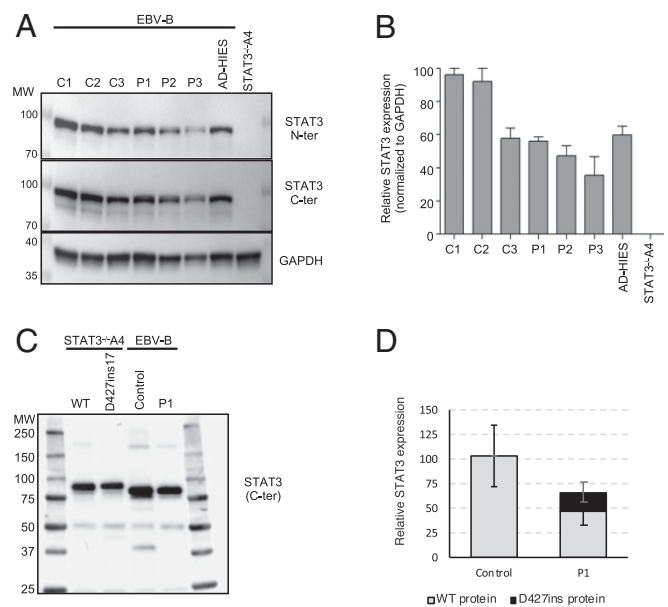 A
EBV-B
C1 C2 C3 P1 P2 P3 AD-HIES STAT3-/-A4
MW
100
70
STAT3
N-ter
100
70
STAT3
C-ter
40
35
GAPDH
B
Relative STAT3 expression
(normalized to GAPDH)
100
80
60
40
20
0
C1 C2 C3 P1 P2 P3 AD-HIES STAT3-/-A4
C
STAT3-/-A4 EBV-B
WT D427ins17 Control P1
MW
250
150
100
75
50
37
25
STAT3
(C-ter)
D
Relative STAT3 expression
150
125
100
75
50
25
0
Control P1
WT protein D427ins protein